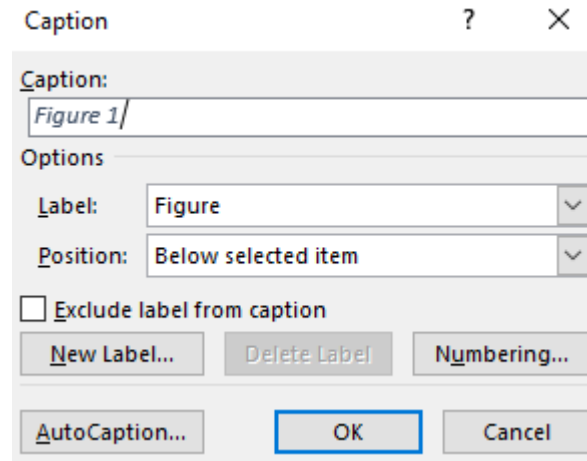 Caption ?
Caption:
Figure 1
Options
Label: Figure
Position: Below selected item
Exclude label from caption
New Label... Delete Label Numbering...
AutoCaption... OK Cancel